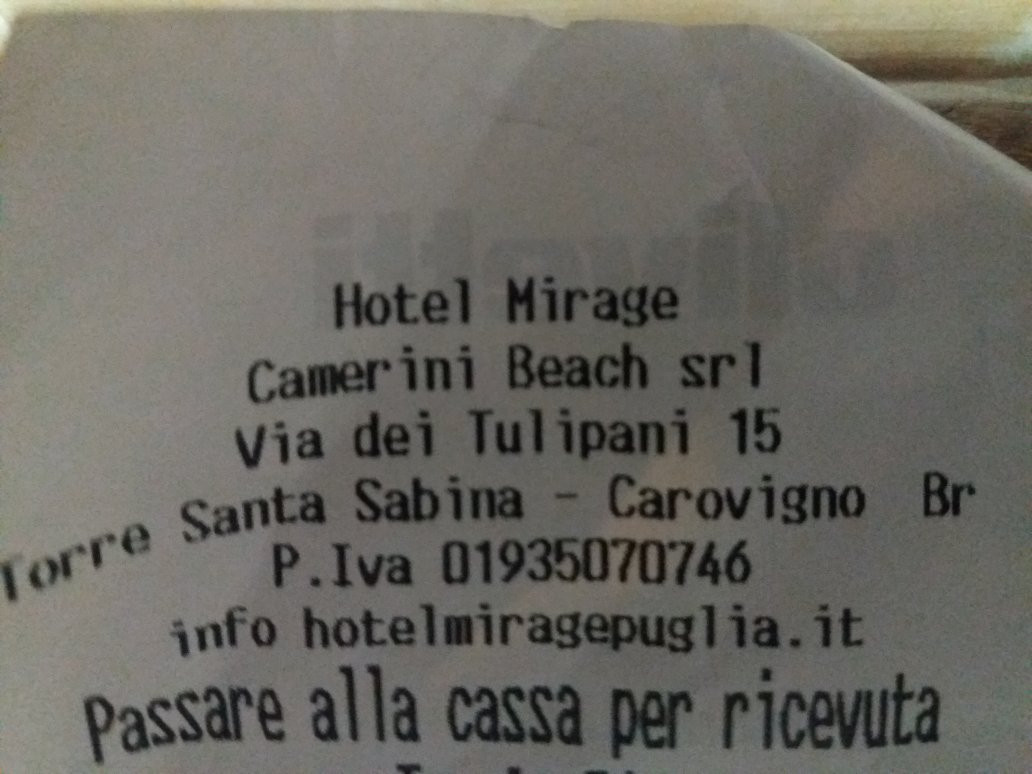 Hotel Mirage
Camerini Beach srl
Via dei Tulipani 15
Torre Santa Sabina - Carovigno Br
P.Iva 01935070746
info hotelmiragepuglia.it
Passare alla cassa per ricevuta